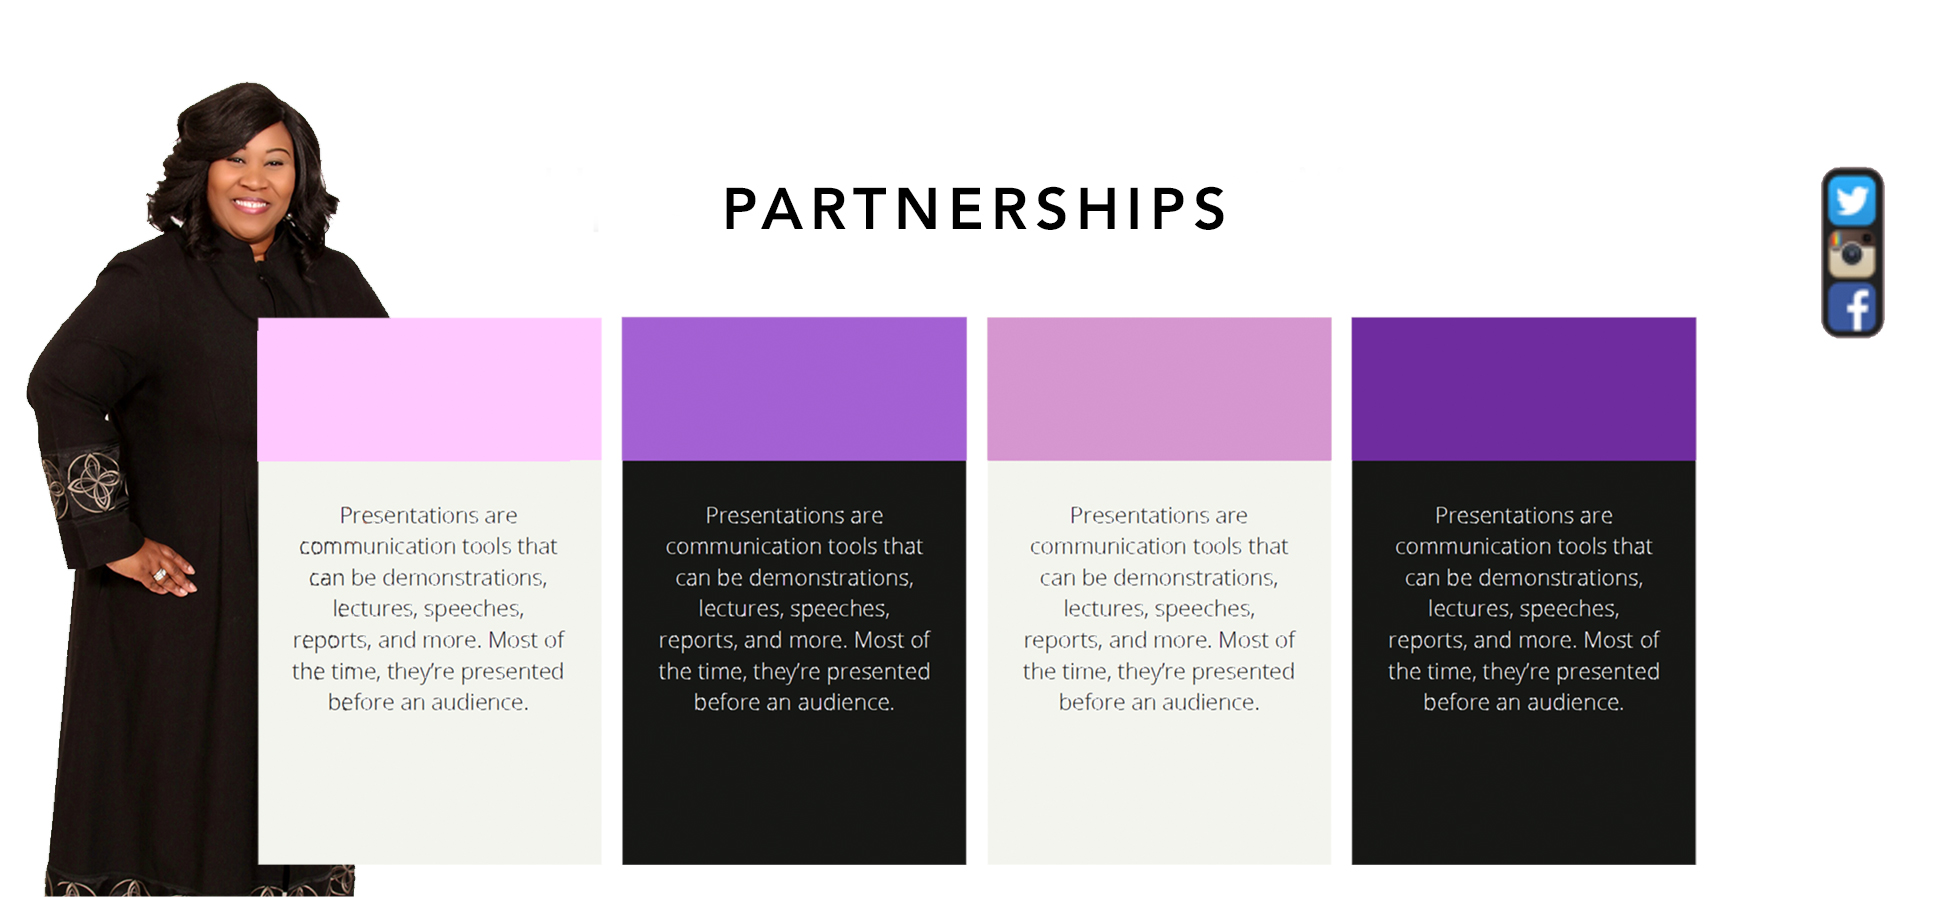 PARTNERSHIPS
Presentations are
communication tools that
can be demonstrations,
lectures, speeches,
reports, and more. Most of
the time, they’re presented
before an audience.
Presentations are
communication tools that
can be demonstrations,
lectures, speeches,
reports, and more. Most of
the time, they’re presented
before an audience.
Presentations are
communication tools that
can be demonstrations,
lectures, speeches,
reports, and more. Most of
the time, they’re presented
before an audience.
Presentations are
communication tools that
can be demonstrations,
lectures, speeches,
reports, and more. Most of
the time, they’re presented
before an audience.